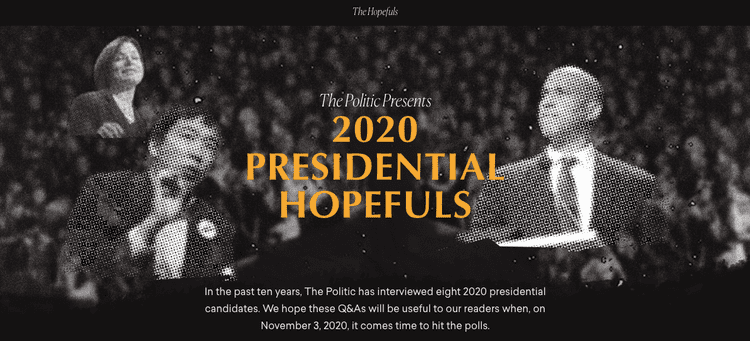 The Hopefuls
The Politic Presents
2020
PRESIDENTIAL
HOPEFULS
In the past ten years, The Politic has interviewed eight 2020 presidential
candidates. We hope these Q&As will be useful to our readers when, on
November 3, 2020, it comes time to hit the polls.